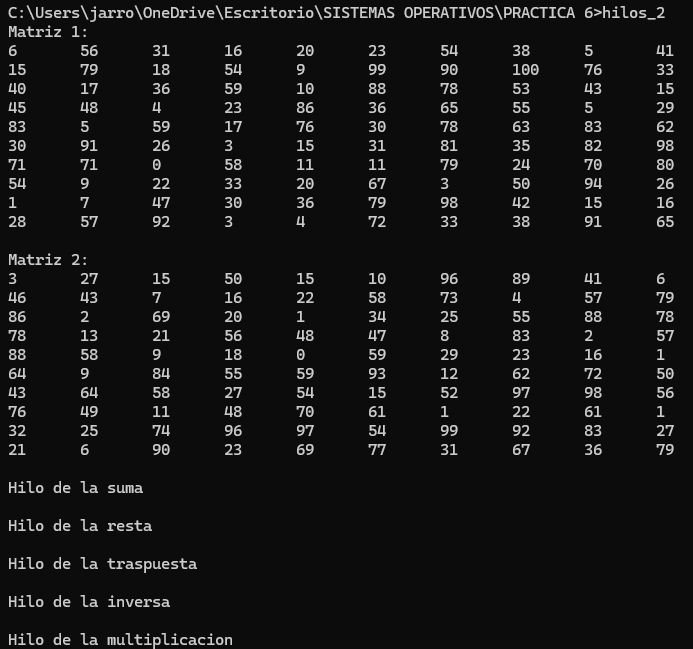 C:\Users\jarro\OneDrive\Escritorio\SISTEMAS OPERATIVOS\PRACTICA 6>hilos_2
Matriz 1:
6 56 31 16 20 23 54 38 5 41
15 79 18 54 9 99 90 100 76 33
40 17 36 59 10 88 78 53 43 15
45 48 4 23 86 36 65 55 5 29
83 5 59 17 76 30 78 63 83 62
30 91 26 3 15 31 81 35 82 98
71 71 0 58 11 11 79 24 70 80
54 9 22 33 20 67 3 50 94 26
1 7 47 30 36 79 98 42 15 16
28 57 92 3 4 72 33 38 91 65
Matriz 2:
3 27 15 50 15 10 96 89 41 6
46 43 7 16 22 58 73 4 57 79
86 2 69 20 1 34 25 55 88 78
78 13 21 56 48 47 8 83 2 57
88 58 9 18 0 59 29 23 16 1
64 9 84 55 59 93 12 62 72 50
43 64 58 27 54 15 52 97 98 56
76 49 11 48 70 61 1 22 61 1
32 25 74 96 97 54 99 92 83 27
21 6 90 23 69 77 31 67 36 79
Hilo de la suma
Hilo de la resta
Hilo de la traspuesta
Hilo de la inversa
Hilo de la multiplicacion